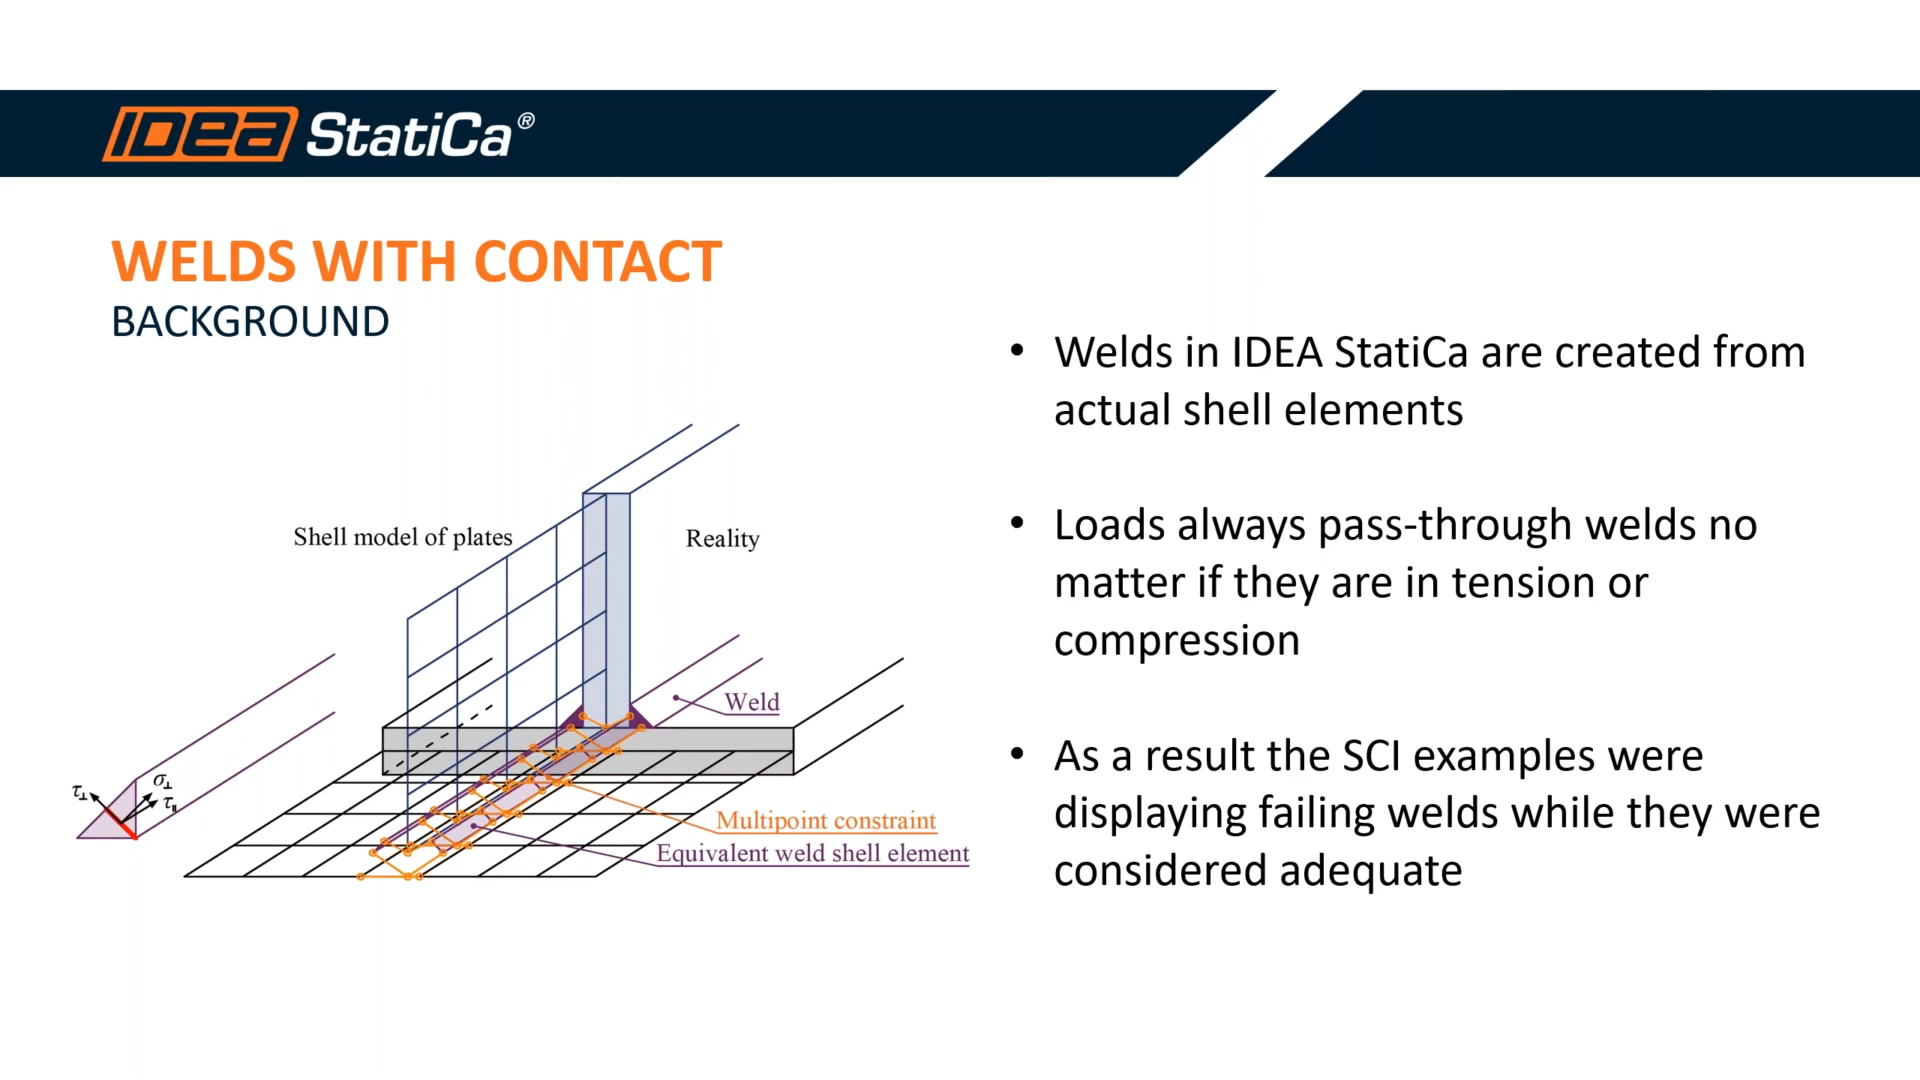 IDEA StatiCa®
WELDS WITH CONTACT
BACKGROUND
Shell model of plates
Reality
Weld
τ⊥
σ⊥
τ∥
Multipoint constraint
Equivalent weld shell element
• Welds in IDEA StatiCa are created from
actual shell elements
• Loads always pass-through welds no
matter if they are in tension or
compression
• As a result the SCI examples were
displaying failing welds while they were
considered adequate